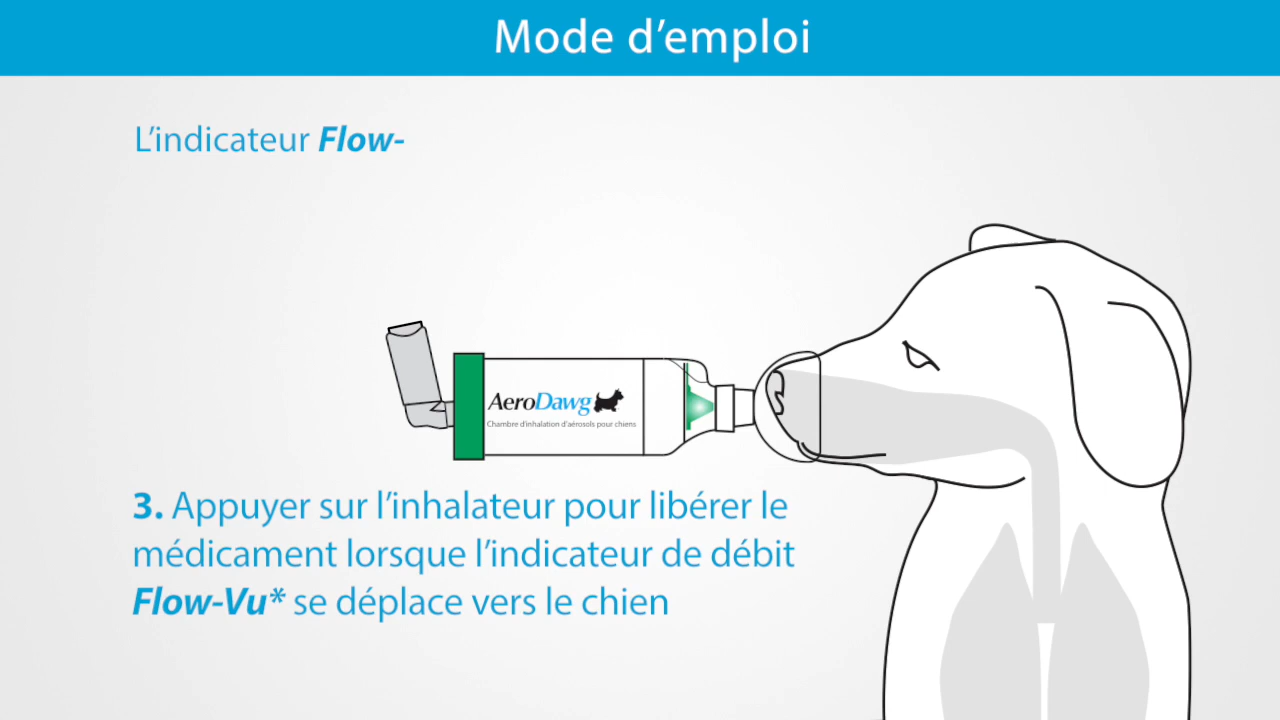 Mode d’emploi
L’indicateur Flow-
AeroDawg
Chambre d'inhalation d'aérosols pour chiens
3. Appuyer sur l’inhalateur pour libérer le
médicament lorsque l’indicateur de débit
Flow-Vu* se déplace vers le chien